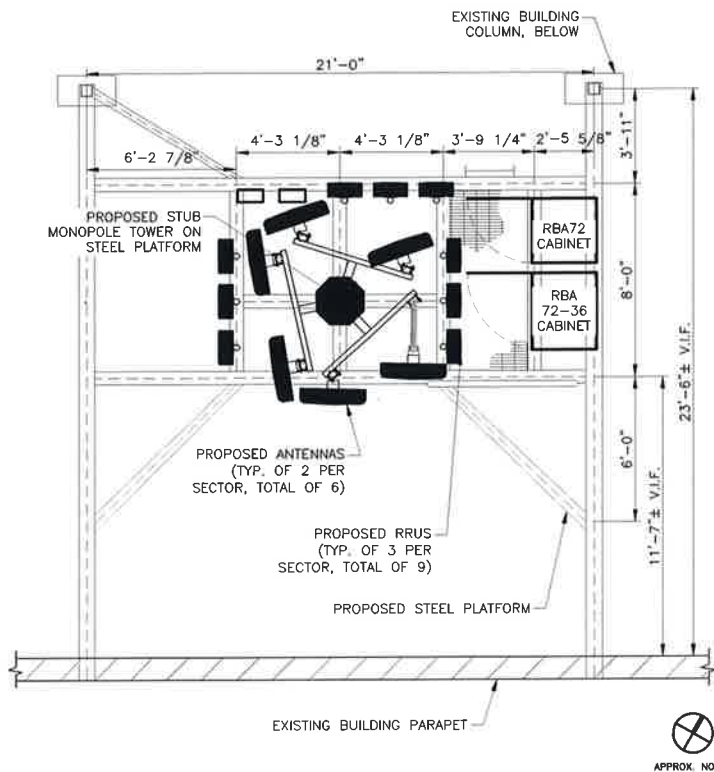 EXISTING BUILDING
COLUMN, BELOW
21'-0"
4'-3 1/8"
4'-3 1/8"
3'-9 1/4"
2'-5 5/8"
6'-2 7/8"
3'-11"
PROPOSED STUB
MONOPOLE TOWER ON
STEEL PLATFORM
RBA72
CABINET
RBA
72-36
CABINET
8'-0"
23'-6"± V.I.F.
PROPOSED ANTENNAS
(TYP. OF 2 PER
SECTOR, TOTAL OF 6)
6'-0"
11'-7"± V.I.F.
PROPOSED RRUS
(TYP. OF 3 PER
SECTOR, TOTAL OF 9)
PROPOSED STEEL PLATFORM
EXISTING BUILDING PARAPET
APPROX. NO